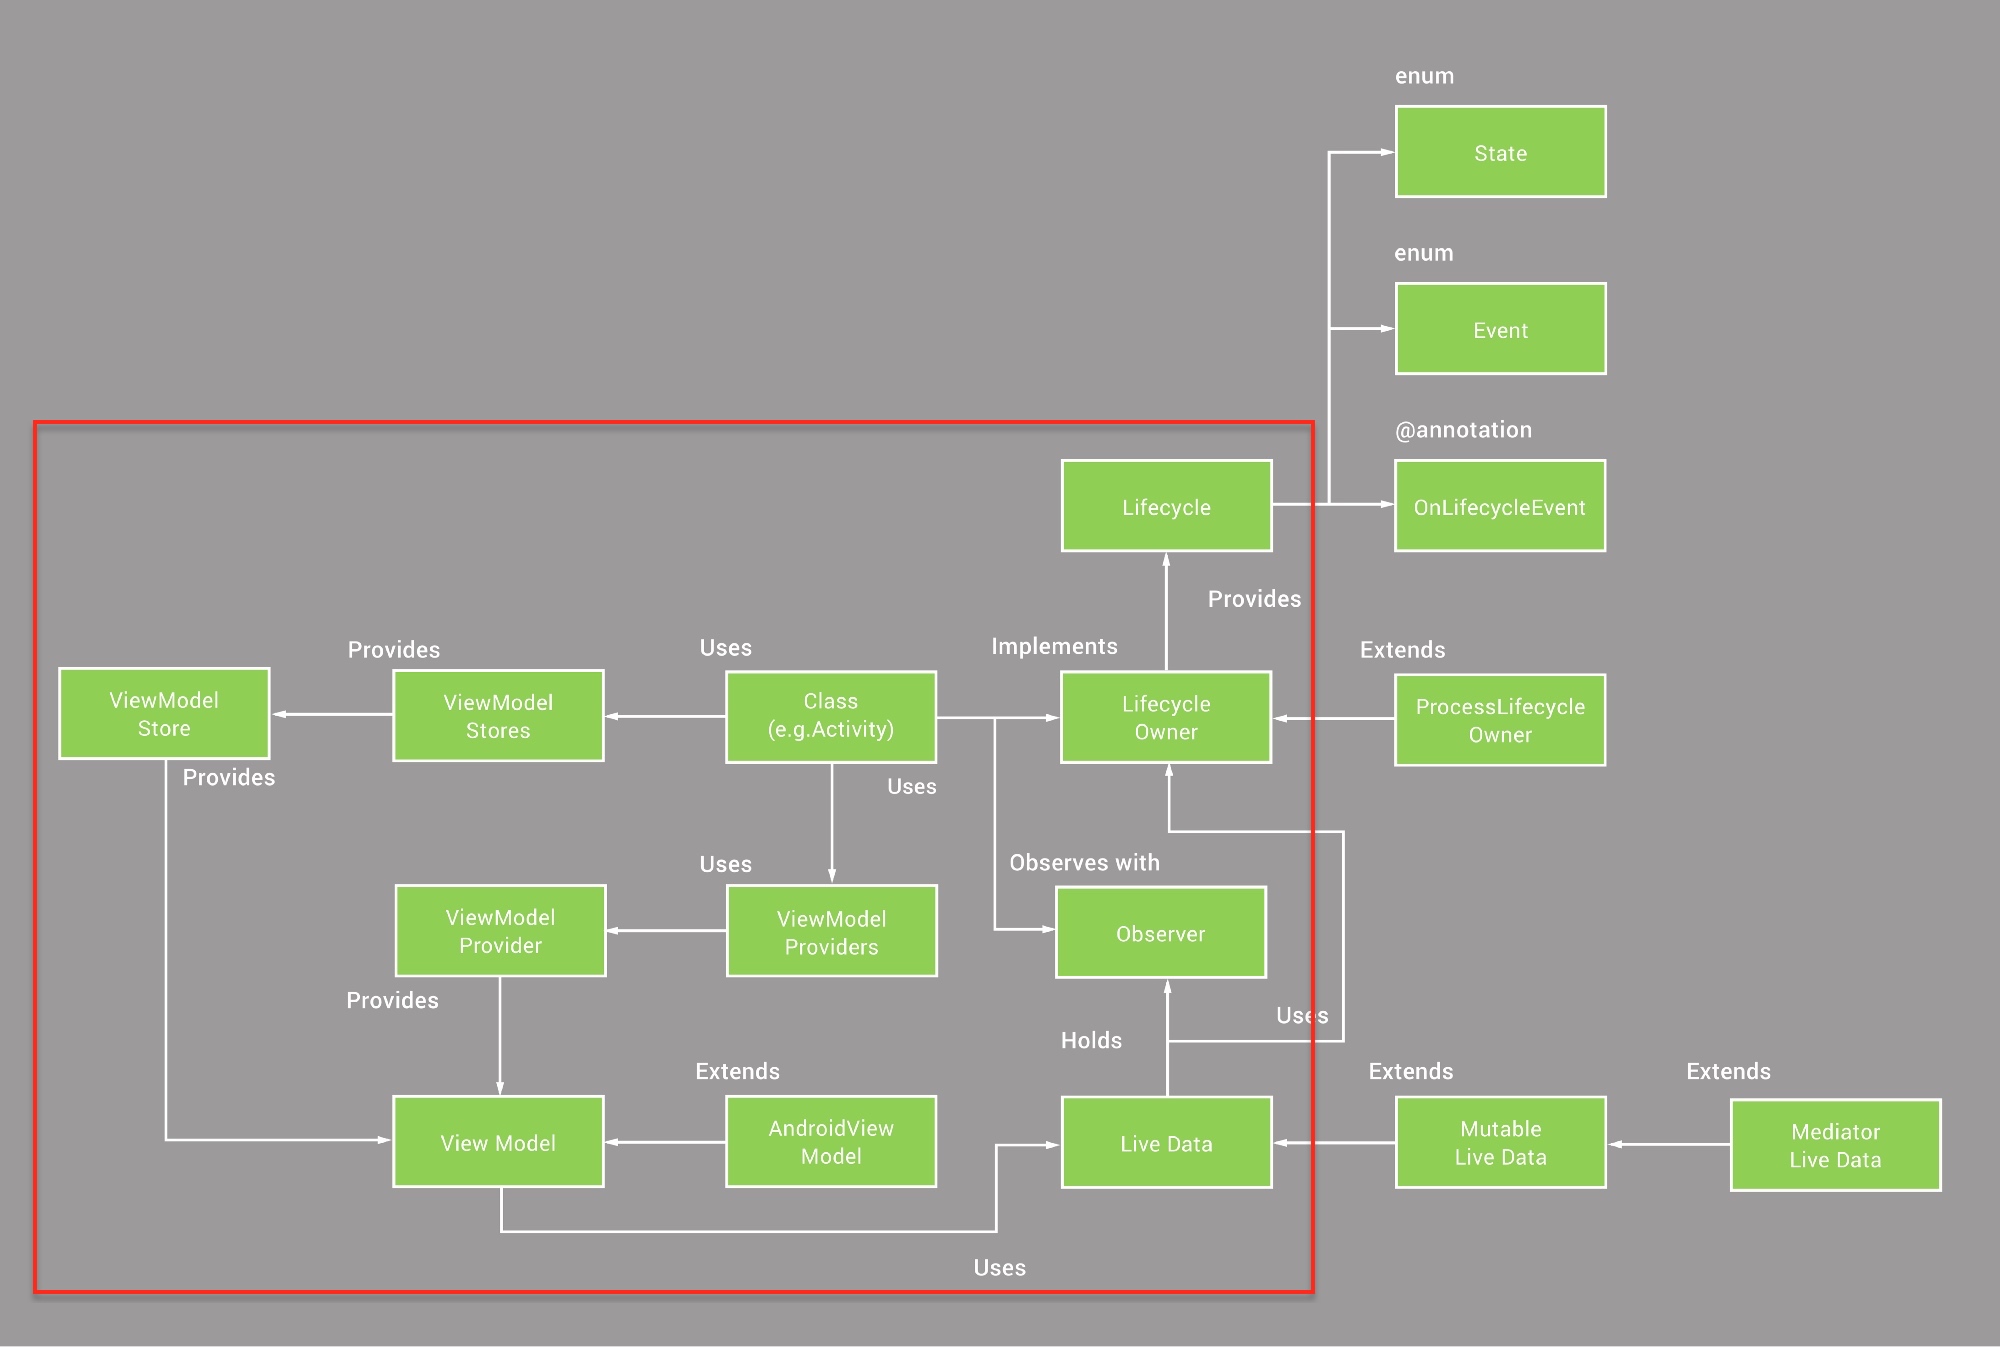 enum
State
enum
Event
@annotation
OnLifecycleEvent
Lifecycle
Provides
Provides
Uses
Implements
Extends
ViewModel
Store
ViewModel
Stores
Class
(e.g.Activity)
Lifecycle
Owner
ProcessLifecycle
Owner
Provides
Uses
Uses
Observes with
ViewModel
Provider
ViewModel
Providers
Observer
Provides
Uses
Holds
Extends
Extends
Extends
View Model
AndroidView
Model
Live Data
Mutable
Live Data
Mediator
Live Data
Uses